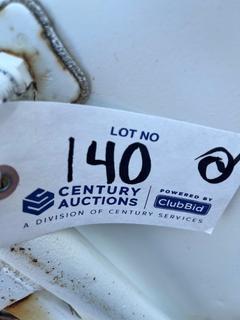 LOT NO
140
CENTURY AUCTIONS
POWERED BY
ClubBid
A DIVISION OF CENTURY SERVICES